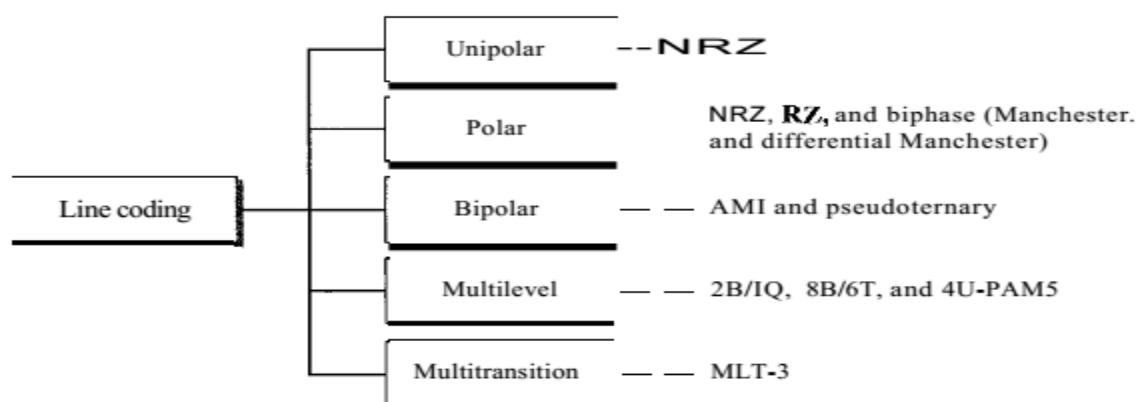 Unipolar --NRZ
Polar NRZ, RZ, and biphase (Manchester.
and differential Manchester)
Line coding
Bipolar — — AMI and pseudoternary
Multilevel — — 2B/IQ, 8B/6T, and 4U-PAM5
Multitransition — — MLT-3